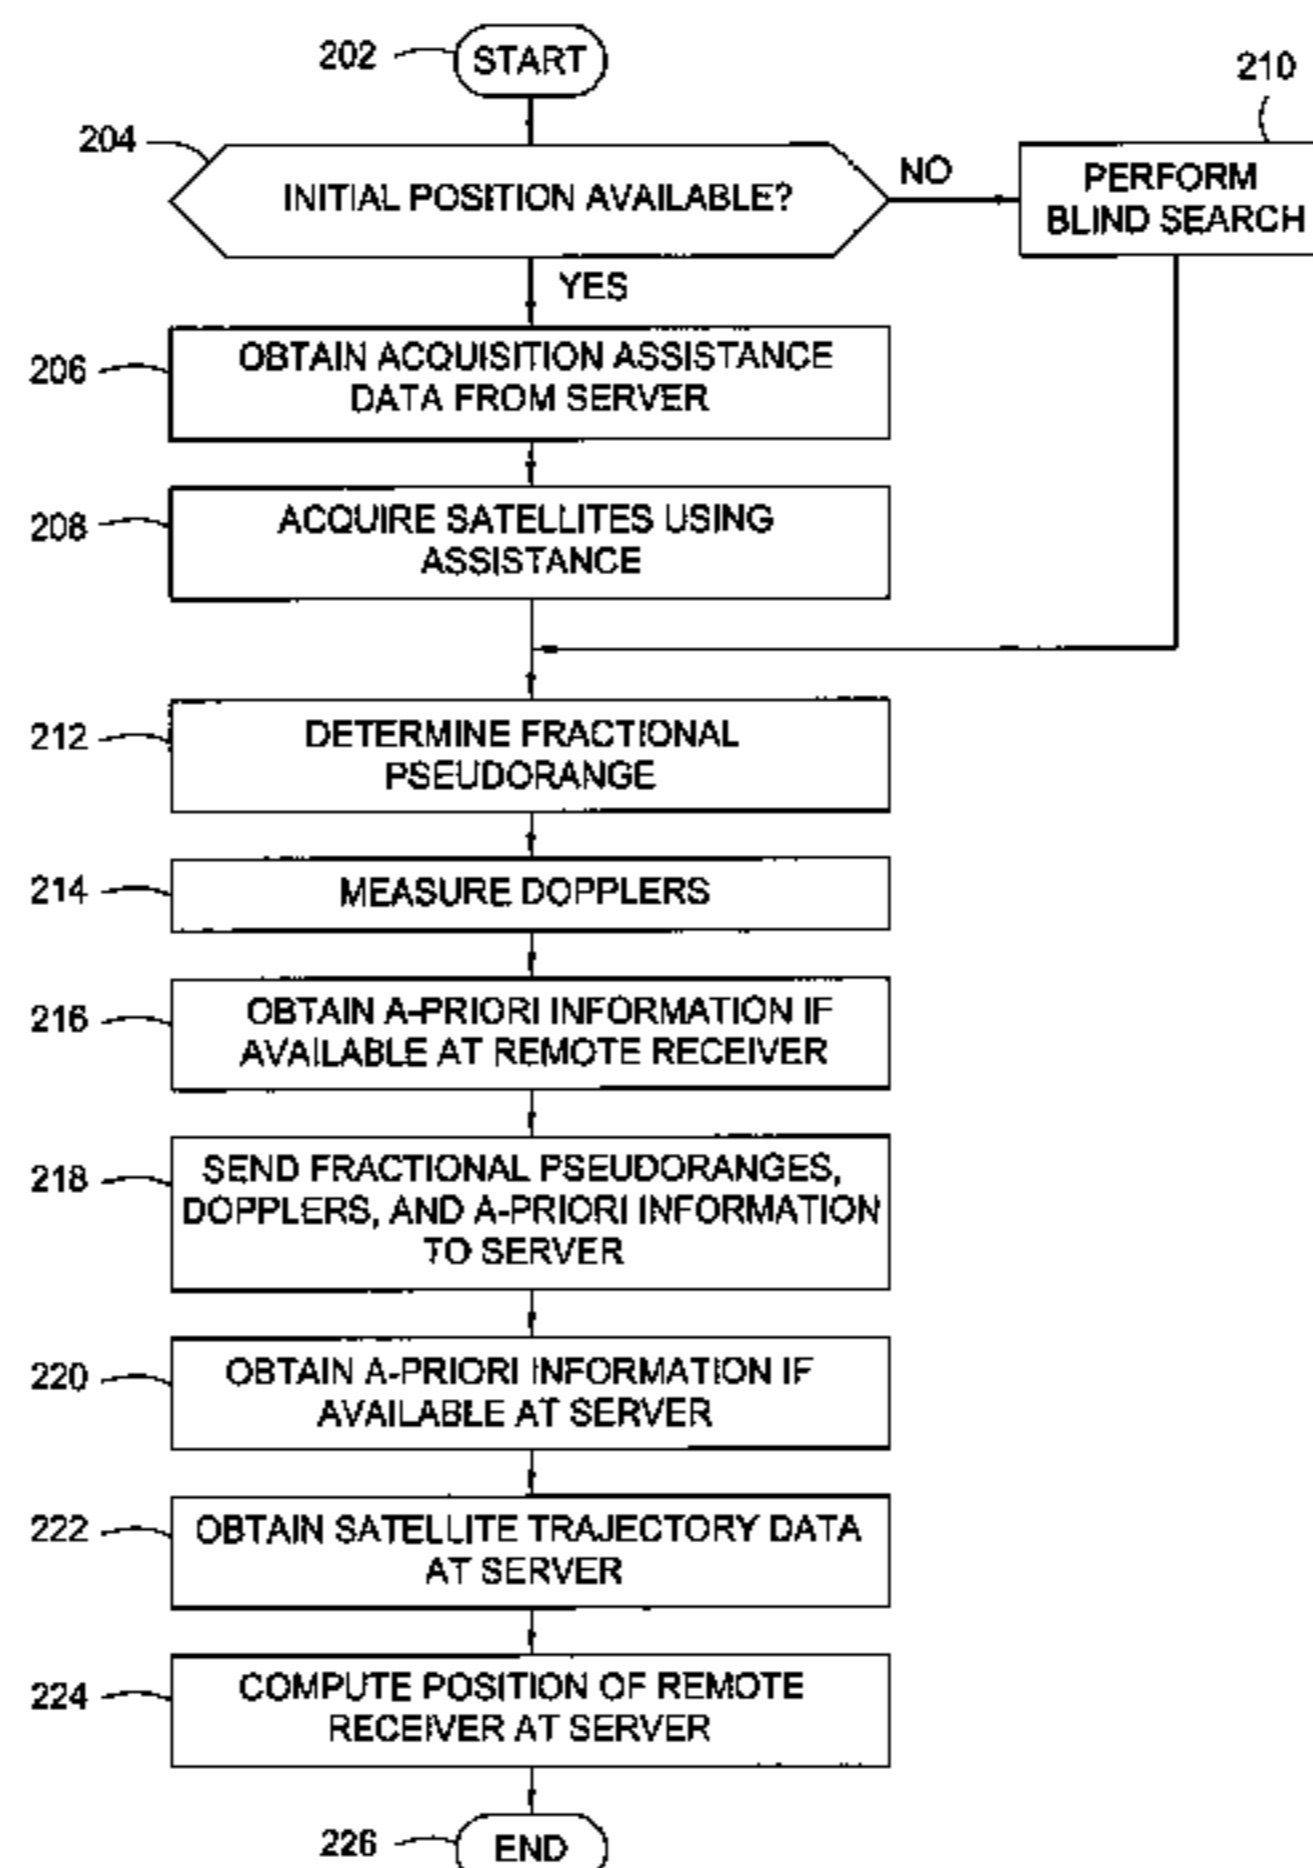 202
START
210
204
INITIAL POSITION AVAILABLE?
NO
PERFORM
BLIND SEARCH
YES
206
OBTAIN ACQUISITION ASSISTANCE
DATA FROM SERVER
208
ACQUIRE SATELLITES USING
ASSISTANCE
212
DETERMINE FRACTIONAL
PSEUDORANGE
214
MEASURE DOPPLERS
216
OBTAIN A-PRIORI INFORMATION IF
AVAILABLE AT REMOTE RECEIVER
218
SEND FRACTIONAL PSEUDORANGES,
DOPPLERS, AND A-PRIORI INFORMATION
TO SERVER
220
OBTAIN A-PRIORI INFORMATION IF
AVAILABLE AT SERVER
222
OBTAIN SATELLITE TRAJECTORY DATA
AT SERVER
224
COMPUTE POSITION OF REMOTE
RECEIVER AT SERVER
226
END